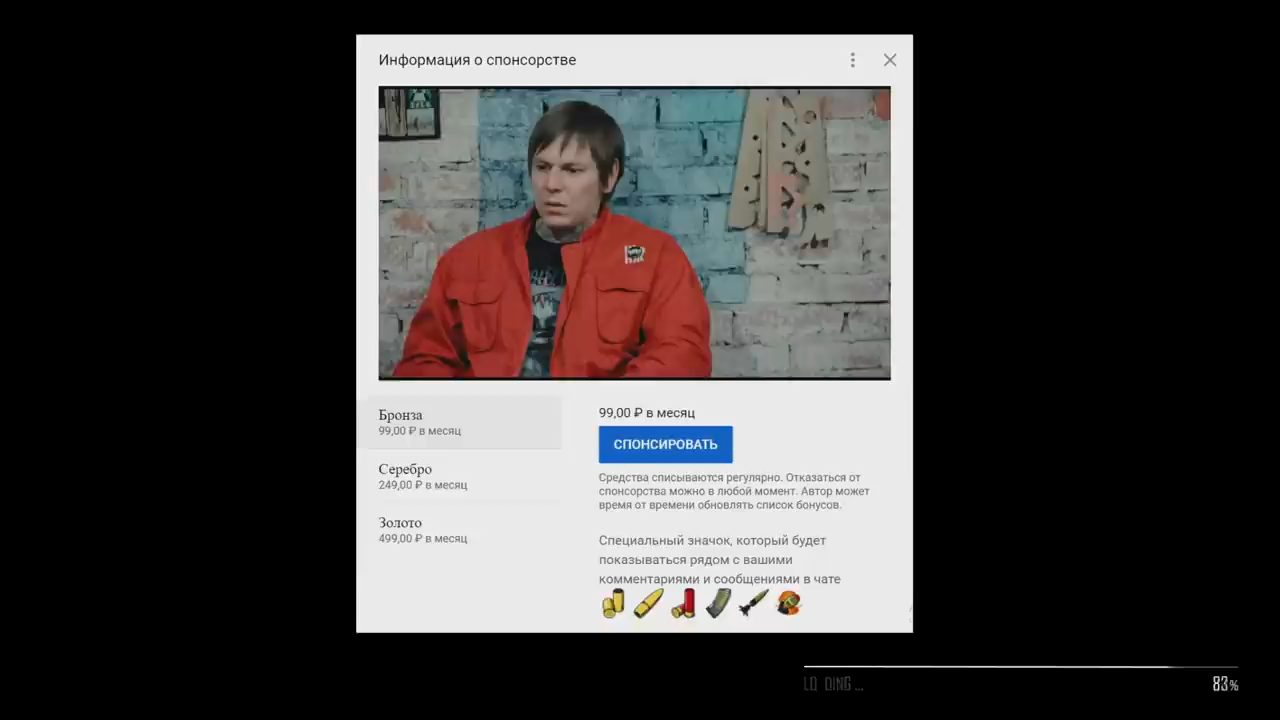 Информация о спонсорстве
Бронза
99,00 ₽ в месяц
Серебро
249,00 ₽ в месяц
Золото
499,00 ₽ в месяц
99,00 ₽ в месяц
СПОНСИРОВАТЬ
Средства списываются регулярно. Отказаться от
спонсорства можно в любой момент. Автор может
время от времени обновлять список бонусов.
Специальный значок, который будет
показываться рядом с вашими
комментариями и сообщениями в чате
83%